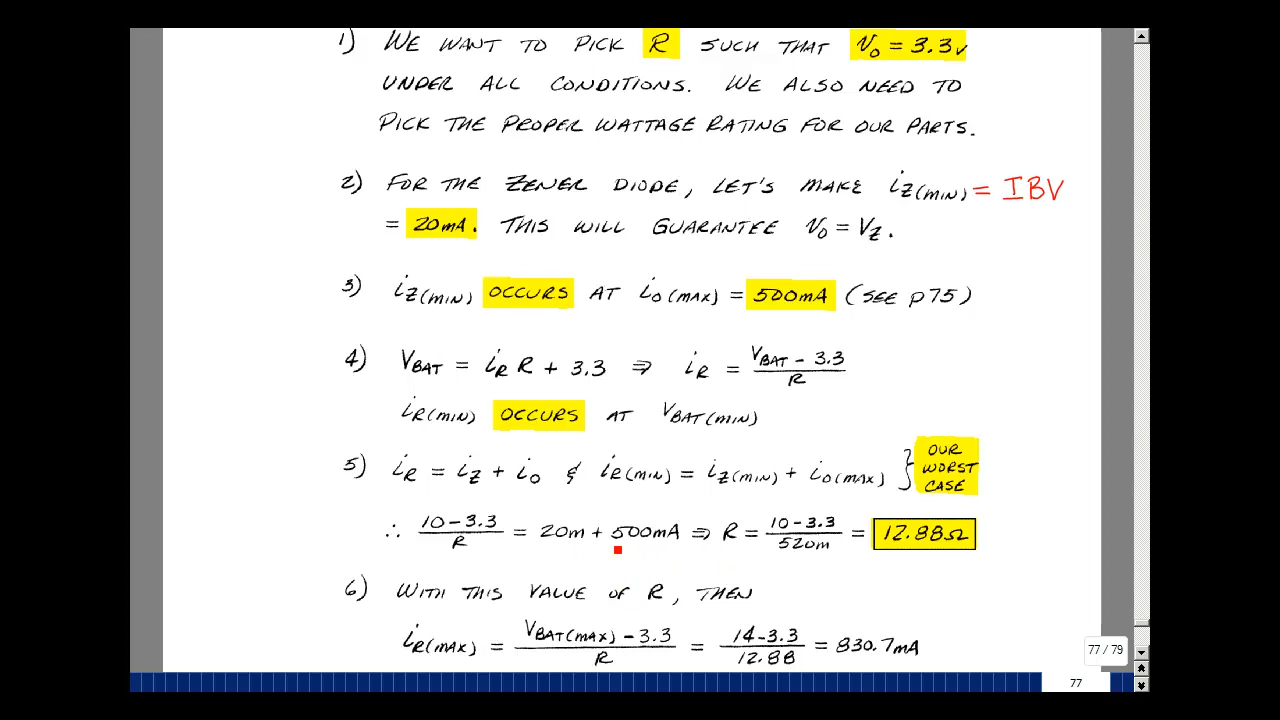 1) WE WANT TO PICK R SUCH THAT V₀ = 3.3V
UNDER ALL CONDITIONS. WE ALSO NEED TO
PICK THE PROPER WATTAGE RATING FOR OUR PARTS.
2) FOR THE ZENER DIODE, LET'S MAKE iZ(MIN) = IBV
= 20mA. THIS WILL GUARANTEE V₀ = VZ.
3) iZ(MIN) OCCURS AT i₀(MAX) = 500mA (SEE p75)
4) VBAT = iR R + 3.3 ⇒ iR = (VBAT - 3.3)/R
iR(MIN) OCCURS AT VBAT(MIN)
5) iR = iZ + i₀ & iR(MIN) = iZ(MIN) + i₀(MAX) } OUR WORST CASE
∴ (10-3.3)/R = 20m + 500mA ⇒ R = (10-3.3)/520m = 12.88Ω
6) WITH THIS VALUE OF R, THEN
iR(MAX) = (VBAT(MAX) - 3.3)/R = (14-3.3)/12.88 = 830.7mA
77 / 79
77